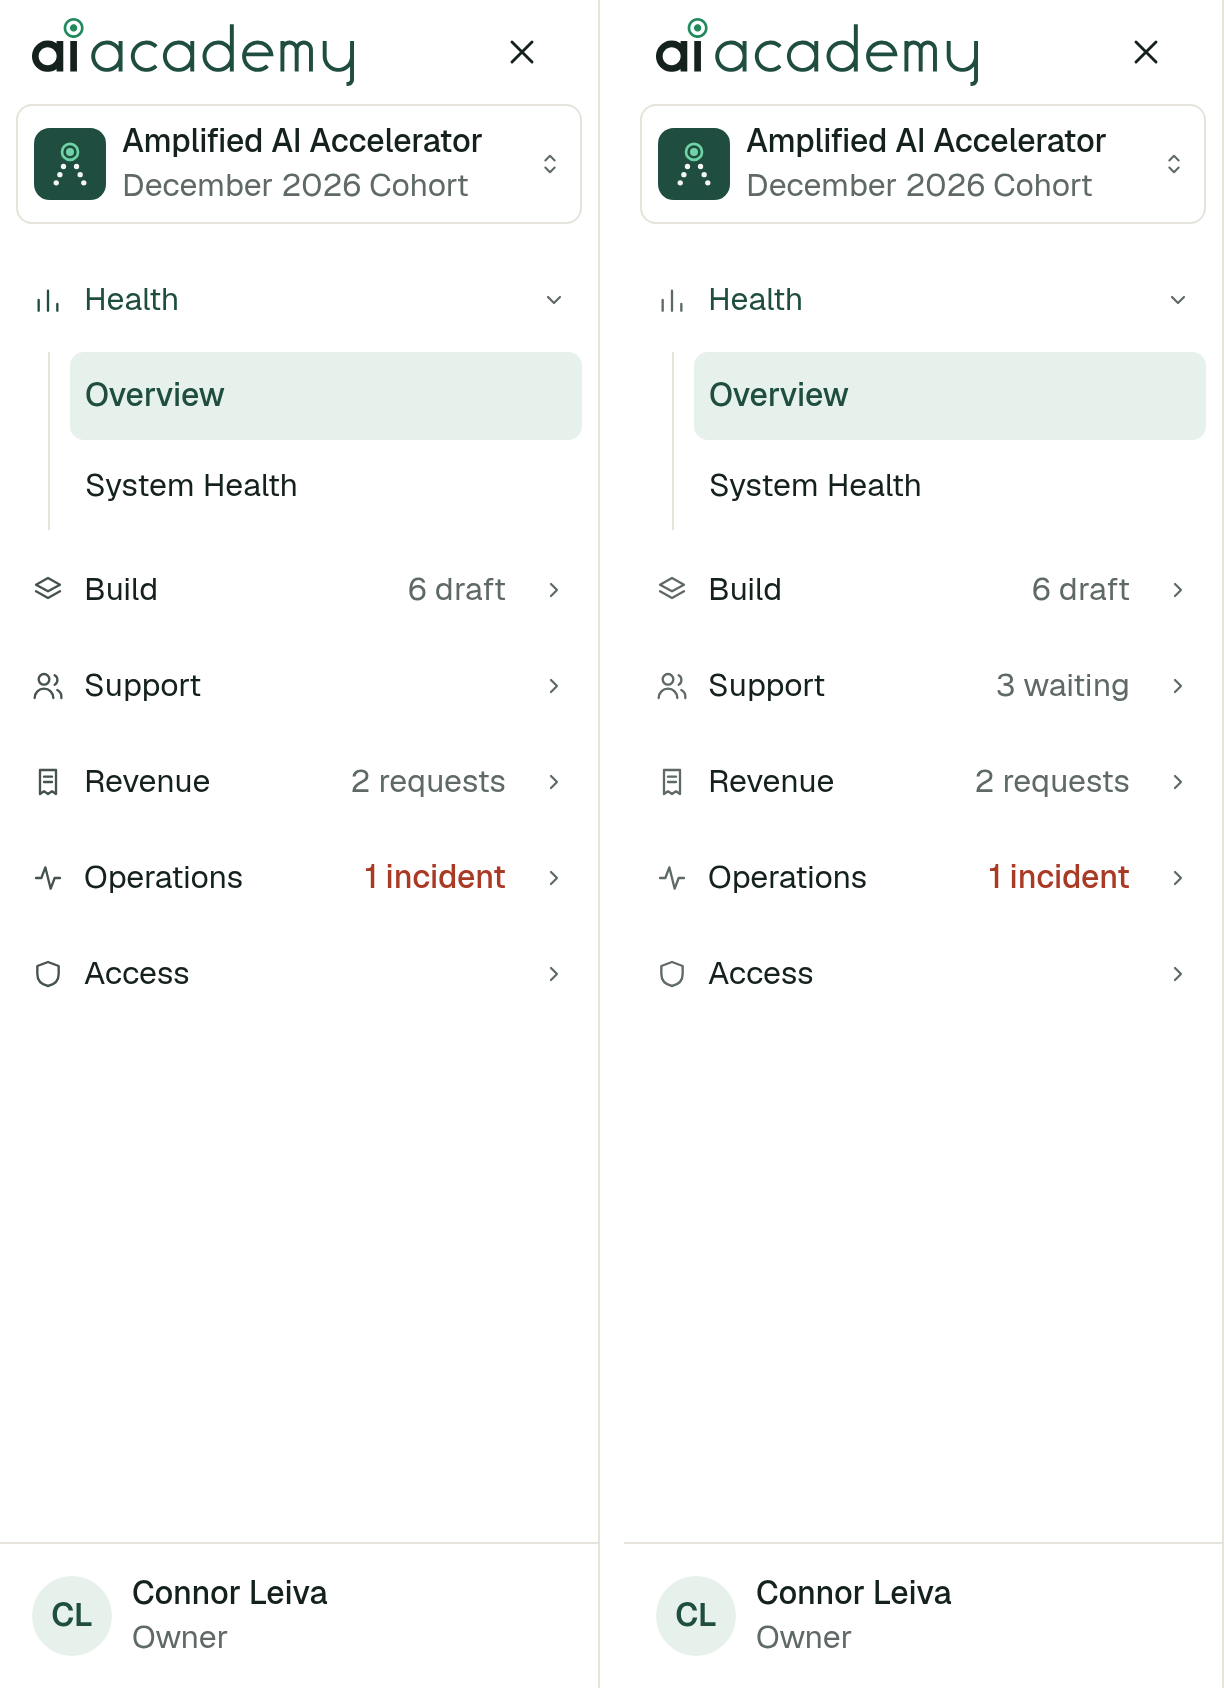 ai academy
Amplified AI Accelerator
December 2026 Cohort
Health
Overview
System Health
Build 6 draft
Support
Revenue 2 requests
Operations 1 incident
Access
CL
Connor Leiva
Owner
ai academy
Amplified AI Accelerator
December 2026 Cohort
Health
Overview
System Health
Build 6 draft
Support 3 waiting
Revenue 2 requests
Operations 1 incident
Access
CL
Connor Leiva
Owner